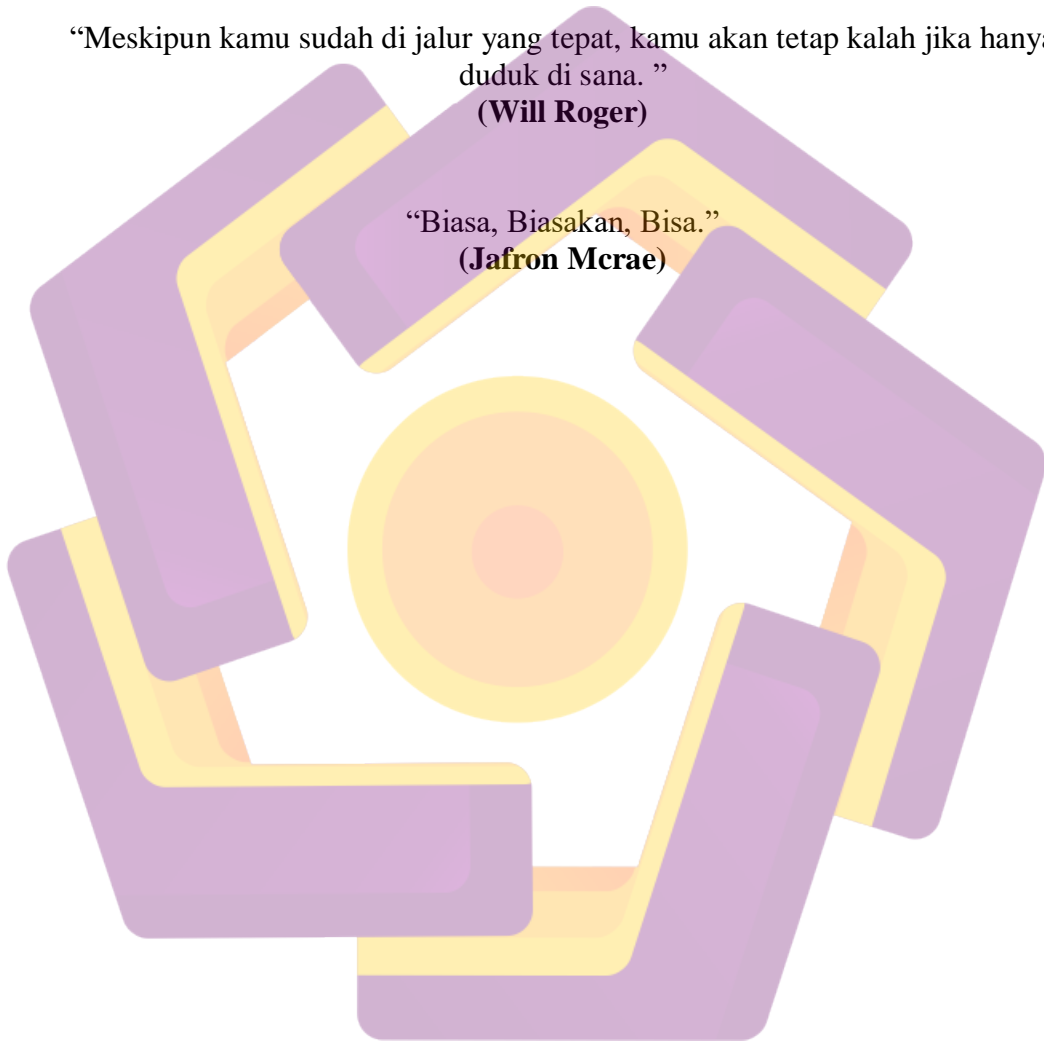 “Meskipun kamu sudah di jalur yang tepat, kamu akan tetap kalah jika hanya
duduk di sana. ”
(Will Roger)
“Biasa, Biasakan, Bisa.”
(Jafron Mcrae)